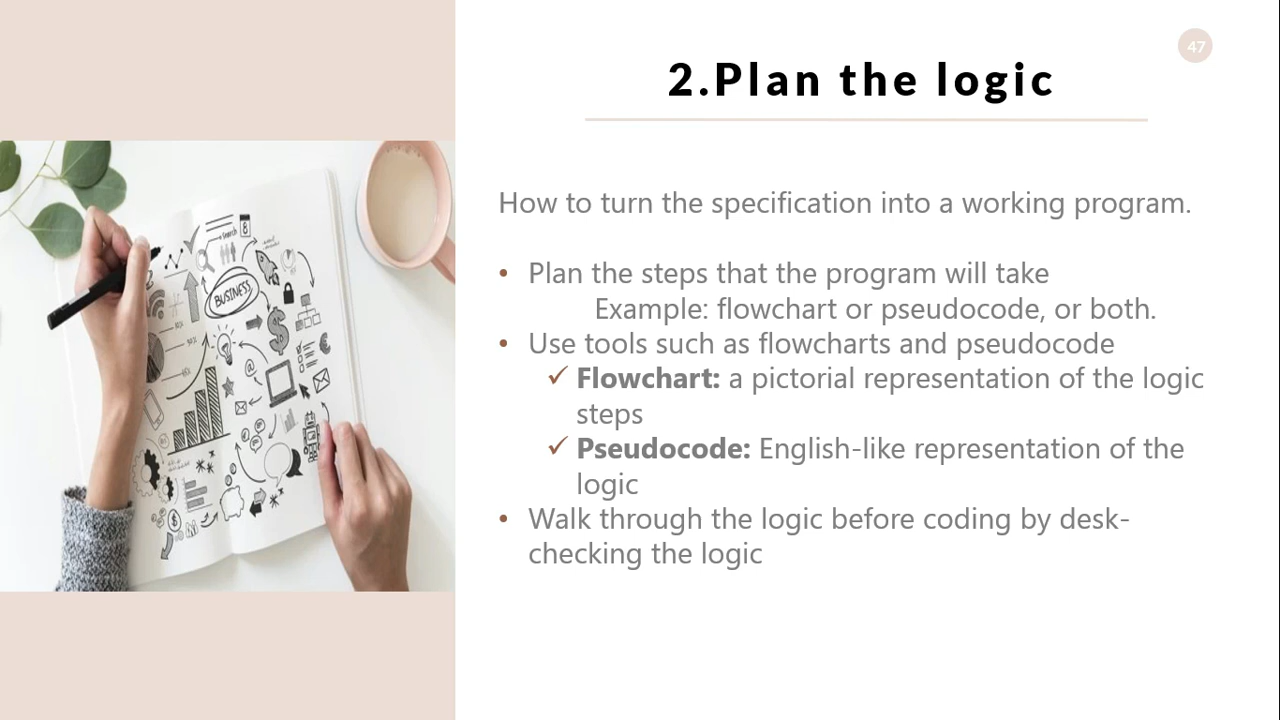 47
2.Plan the logic
How to turn the specification into a working program.
• Plan the steps that the program will take
Example: flowchart or pseudocode, or both.
• Use tools such as flowcharts and pseudocode
✓ Flowchart: a pictorial representation of the logic
steps
✓ Pseudocode: English-like representation of the
logic
• Walk through the logic before coding by desk-
checking the logic
Search
8
BUSINESS